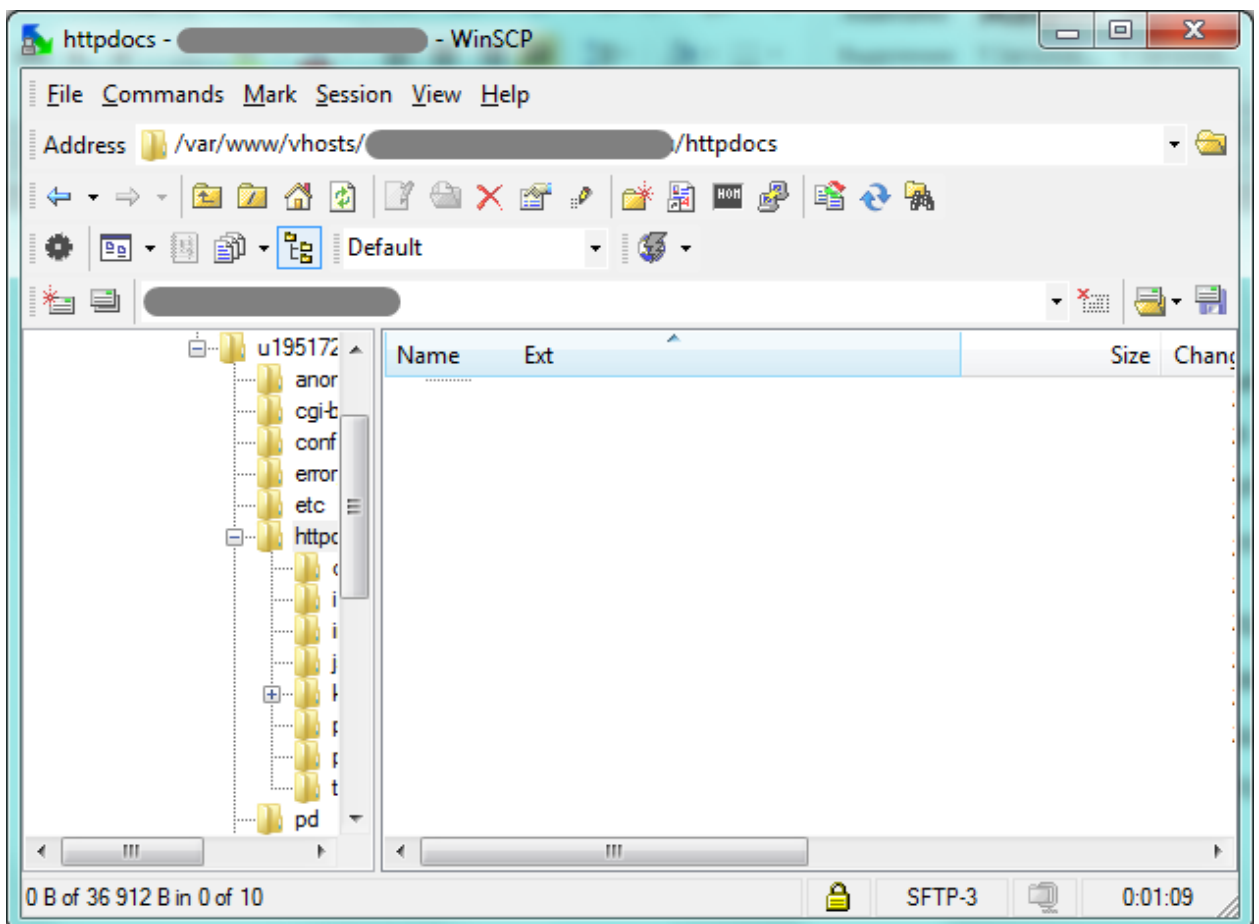 httpdocs - - WinSCP
File Commands Mark Session View Help
Address /var/www/vhosts/ /httpdocs
Default
u195172
anor
cgi-b
conf
error
etc
httpd
pd
Name Ext Size Chang
0 B of 36 912 B in 0 of 10 SFTP-3 0:01:09